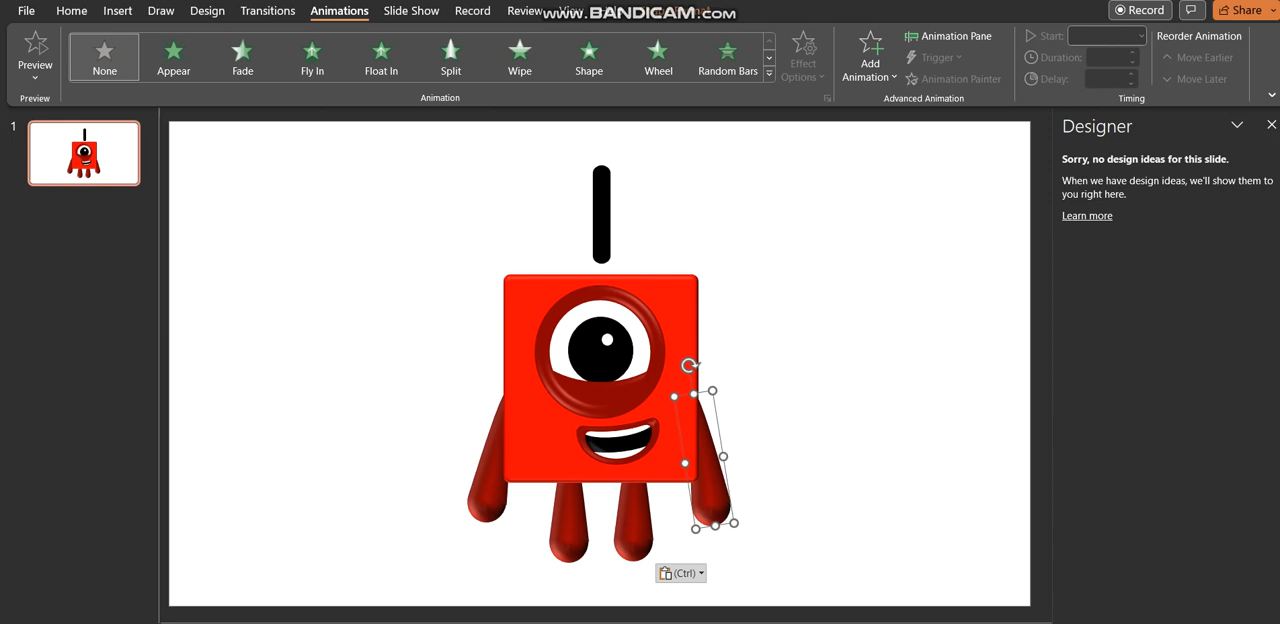 File Home Insert Draw Design Transitions Animations Slide Show Record Review
www.BANDICAM.com
Record Share
Preview
None Appear Fade Fly In Float In Split Wipe Shape Wheel Random Bars
Effect Options
Add Animation
Animation Pane
Trigger
Animation Painter
Start:
Duration:
Delay:
Reorder Animation
Move Earlier
Move Later
Preview Animation Advanced Animation Timing
1
Designer
Sorry, no design ideas for this slide.
When we have design ideas, we'll show them to
you right here.
Learn more
(Ctrl)